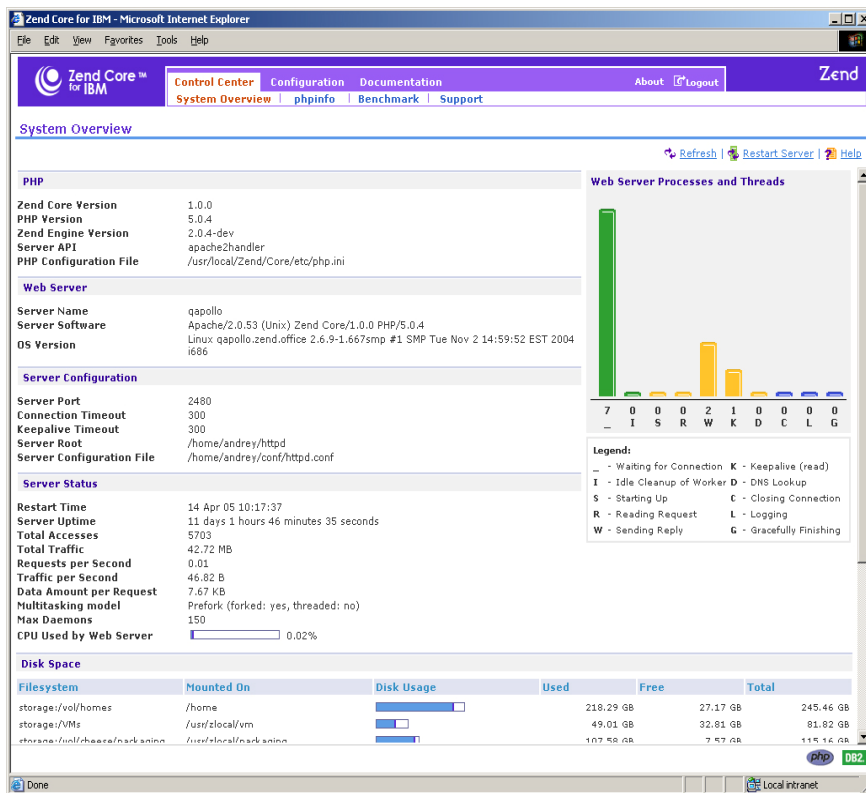 Zend Core for IBM - Microsoft Internet Explorer
File Edit View Favorites Tools Help
Zend Core ™ for IBM
Control Center Configuration Documentation About Logout
Zend
System Overview | phpinfo | Benchmark | Support
System Overview
Refresh | Restart Server | Help
PHP
Zend Core Version 1.0.0
PHP Version 5.0.4
Zend Engine Version 2.0.4-dev
Server API apache2handler
PHP Configuration File /usr/local/Zend/Core/etc/php.ini
Web Server
Server Name qapollo
Server Software Apache/2.0.53 (Unix) Zend Core/1.0.0 PHP/5.0.4
OS Version Linux qapollo.zend.office 2.6.9-1.667smp #1 SMP Tue Nov 2 14:59:52 EST 2004
i686
Server Configuration
Server Port 2480
Connection Timeout 300
Keepalive Timeout 300
Server Root /home/andrey/httpd
Server Configuration File /home/andrey/conf/httpd.conf
Server Status
Restart Time 14 Apr 05 10:17:37
Server Uptime 11 days 1 hours 46 minutes 35 seconds
Total Accesses 5703
Total Traffic 42.72 MB
Requests per Second 0.01
Traffic per Second 46.82 B
Data Amount per Request 7.67 KB
Multitasking model Prefork (forked: yes, threaded: no)
Max Daemons 150
CPU Used by Web Server 0.02%
Web Server Processes and Threads
7 0 0 0 2 1 0 0 0 0
_ I S R W K D C L G
Legend:
_ - Waiting for Connection K - Keepalive (read)
I - Idle Cleanup of Worker D - DNS Lookup
S - Starting Up C - Closing Connection
R - Reading Request L - Logging
W - Sending Reply G - Gracefully Finishing
Disk Space
Filesystem Mounted On Disk Usage Used Free Total
storage:/vol/homes /home 218.29 GB 27.17 GB 245.46 GB
storage:/VMs /usr/zlocal/vm 49.01 GB 32.81 GB 81.82 GB
storage:/vol/cheese/packaging /usr/zlocal/packaging 107.58 GB 7.57 GB 115.16 GB
php DB2.
Done Local intranet